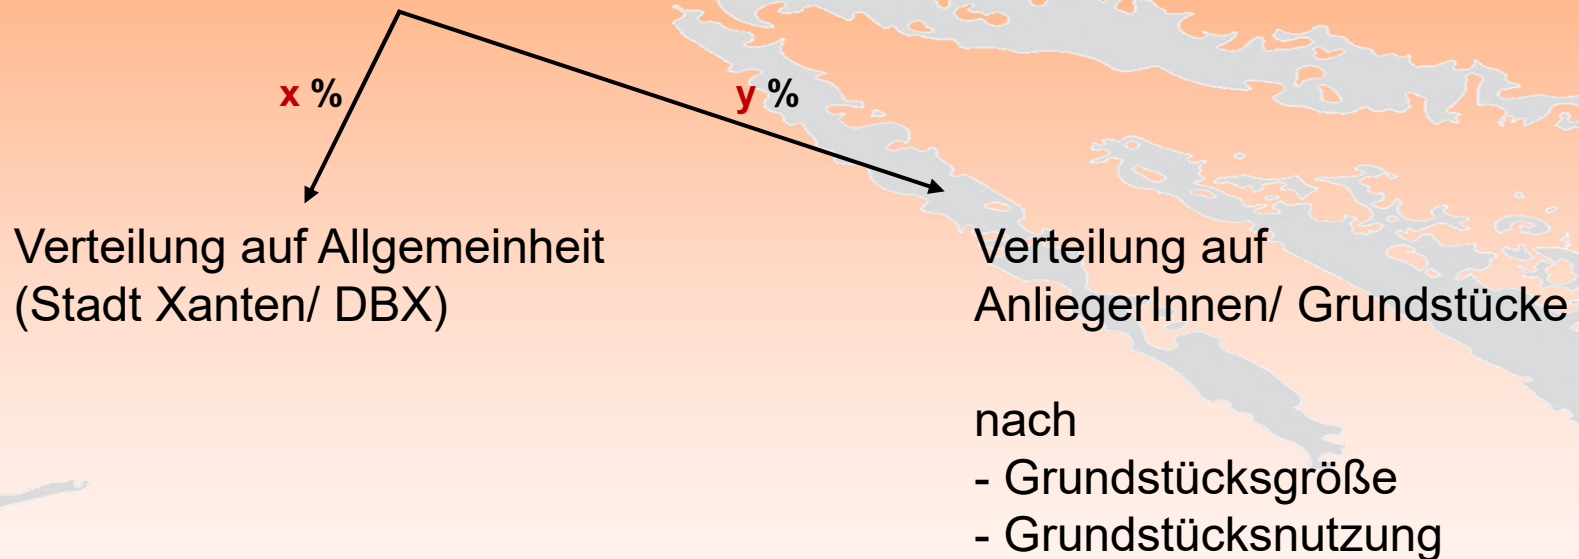 x %
y %
Verteilung auf Allgemeinheit
(Stadt Xanten/ DBX)
Verteilung auf
AnliegerInnen/ Grundstücke
nach
- Grundstücksgröße
- Grundstücksnutzung